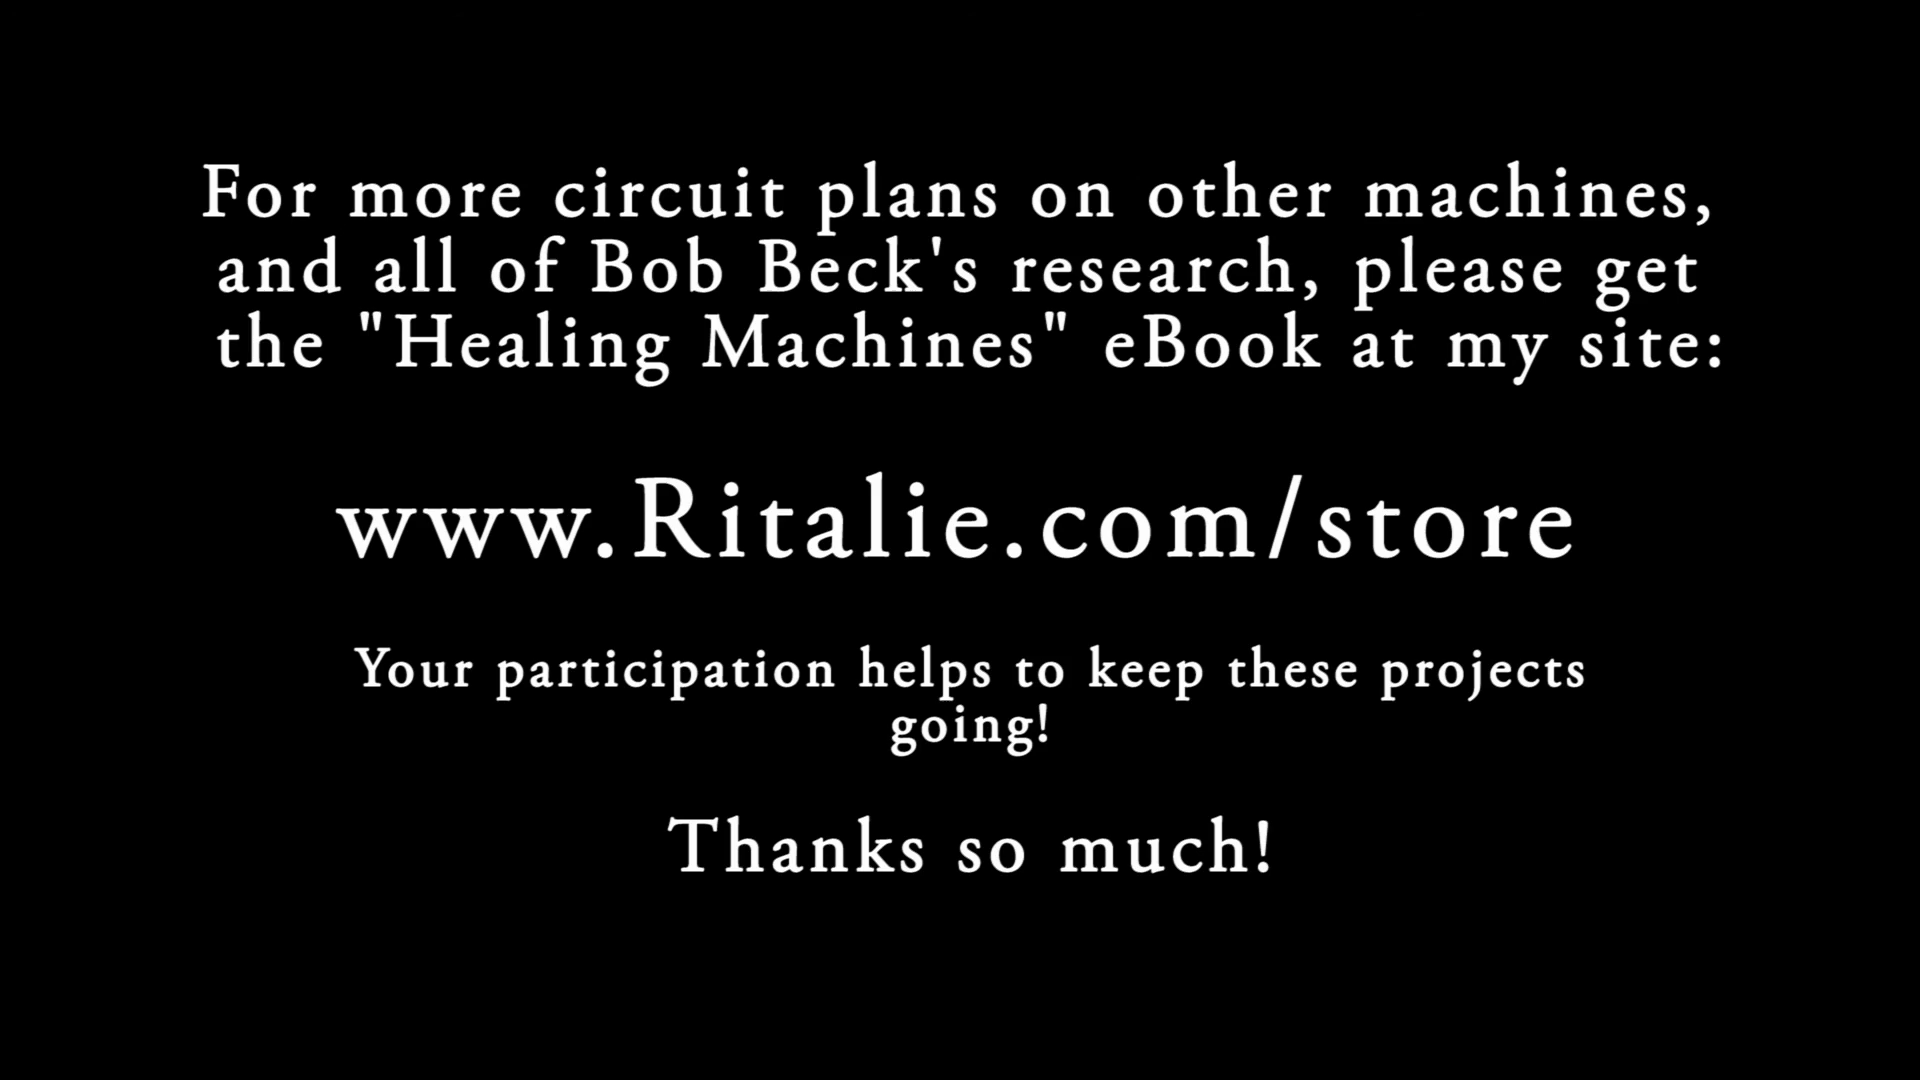 For more circuit plans on other machines,
and all of Bob Beck's research, please get
the "Healing Machines" eBook at my site:
www.Ritalie.com/store
Your participation helps to keep these projects
going!
Thanks so much!